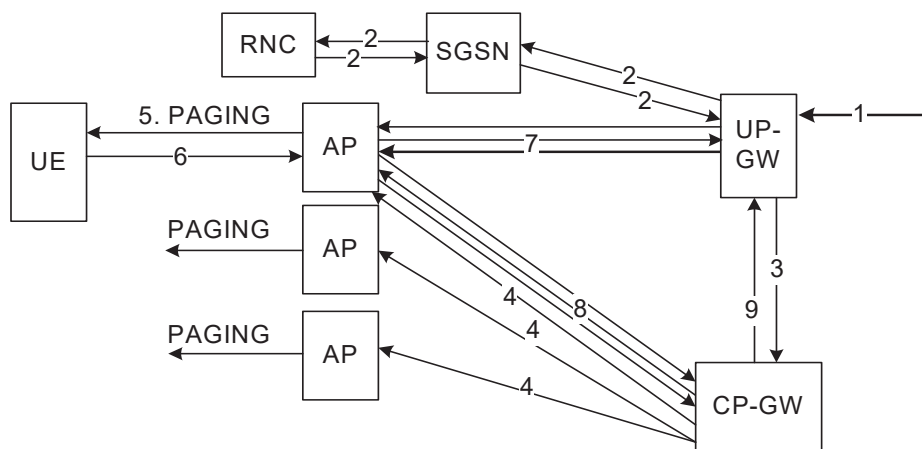 RNC
2
2
SGSN
2
2
1
UP-
GW
5. PAGING
UE
6
AP
7
PAGING
AP
4
8
9
3
4
PAGING
AP
4
CP-GW